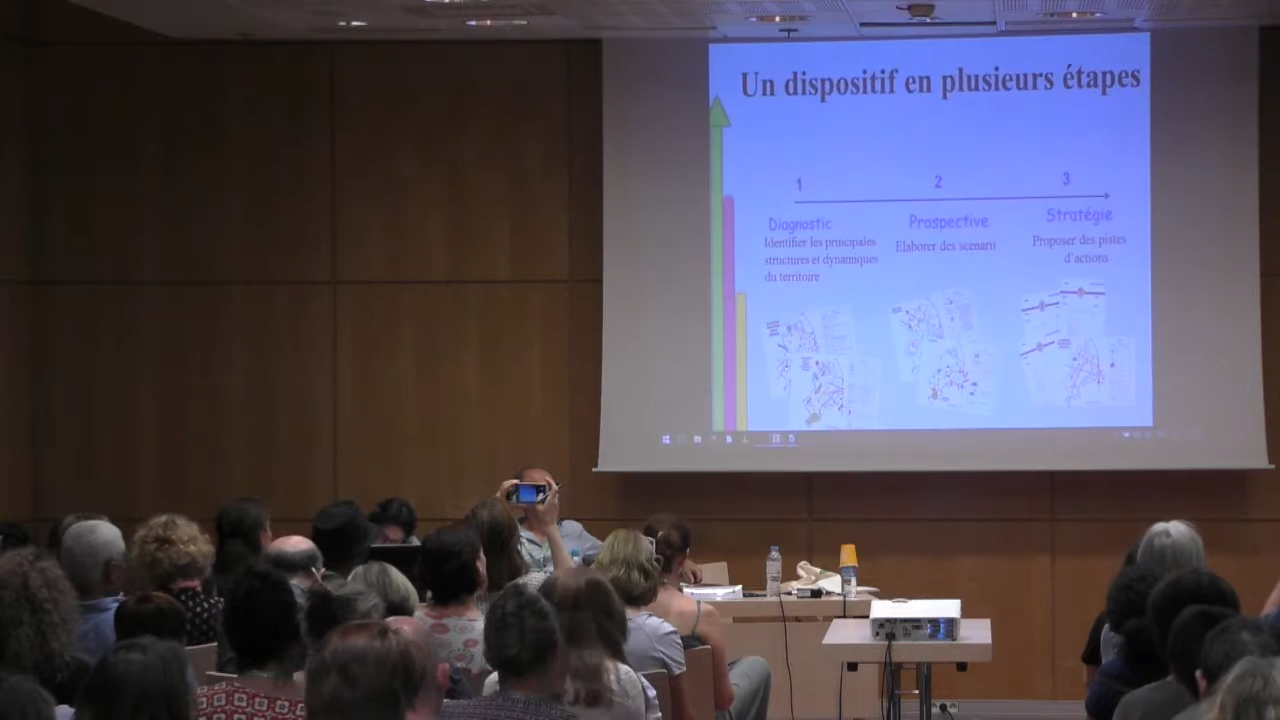 Un dispositif en plusieurs étapes
1
2
3
Diagnostic
Identifier les principales
structures et dynamiques
du territoire
Prospective
Elaborer des scenarii
Stratégie
Proposer des pistes
d'actions